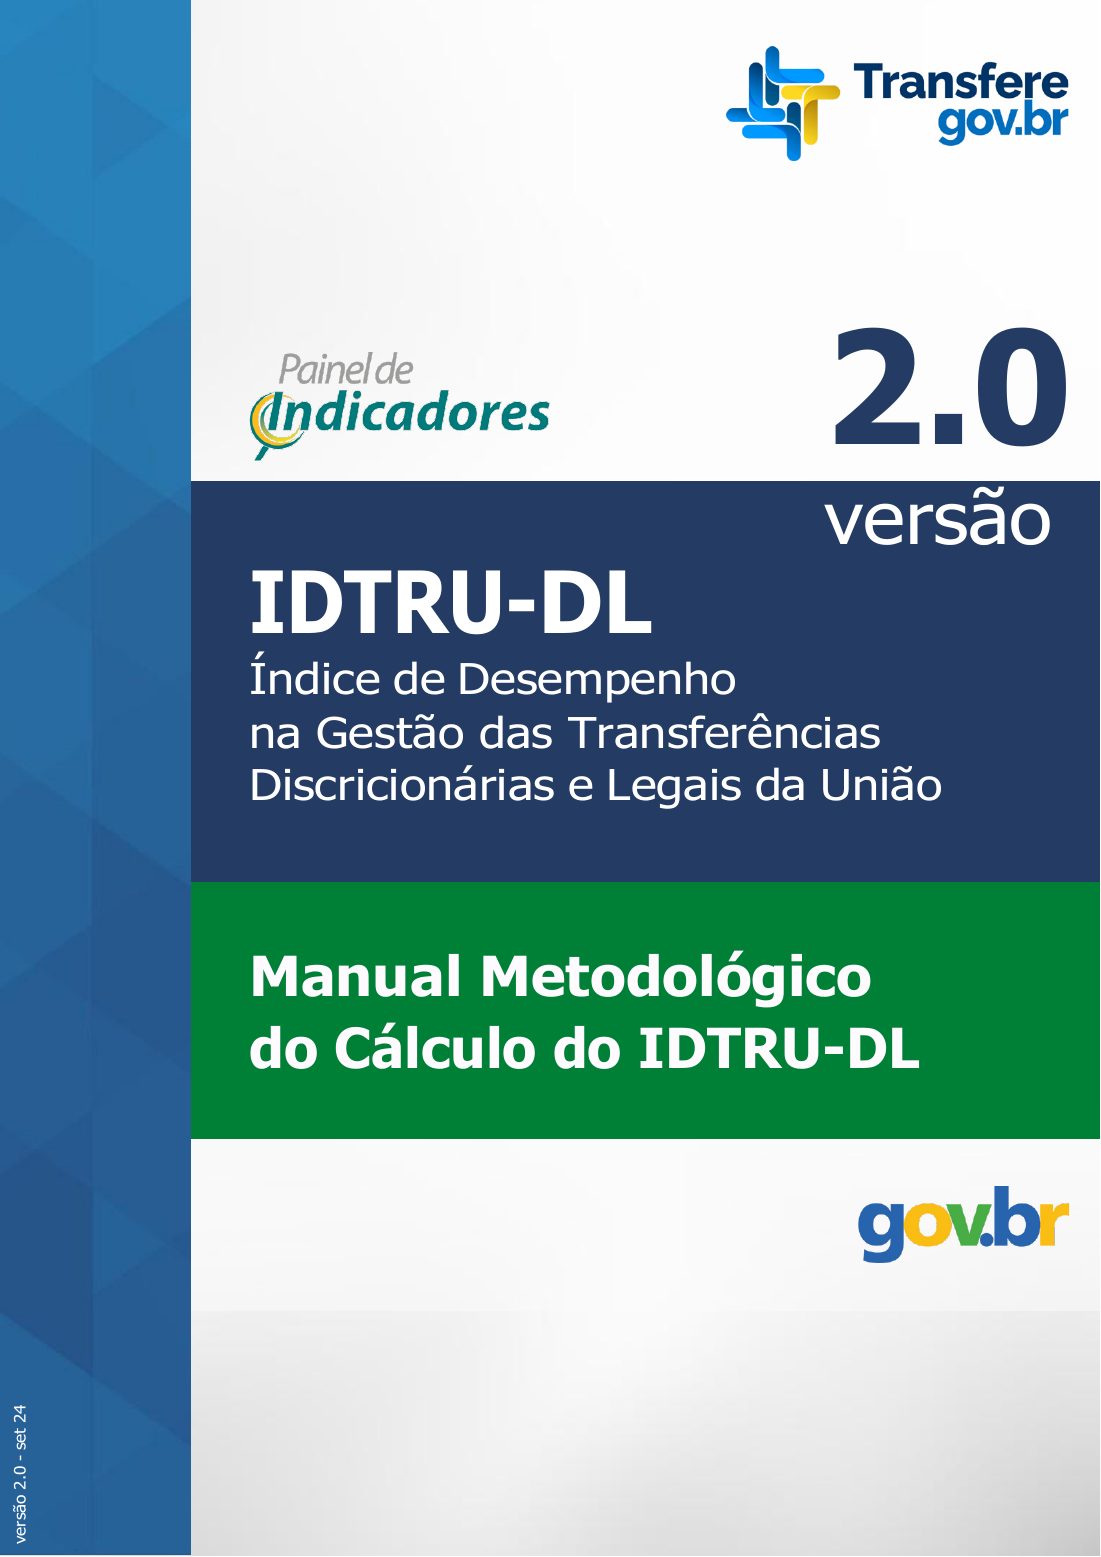 Transfere
gov.br
Painel de
Indicadores
2.0
versão
IDTRU-DL
Índice de Desempenho
na Gestão das Transferências
Discricionárias e Legais da União
Manual Metodológico
do Cálculo do IDTRU-DL
gov.br
versão 2.0 - set 24